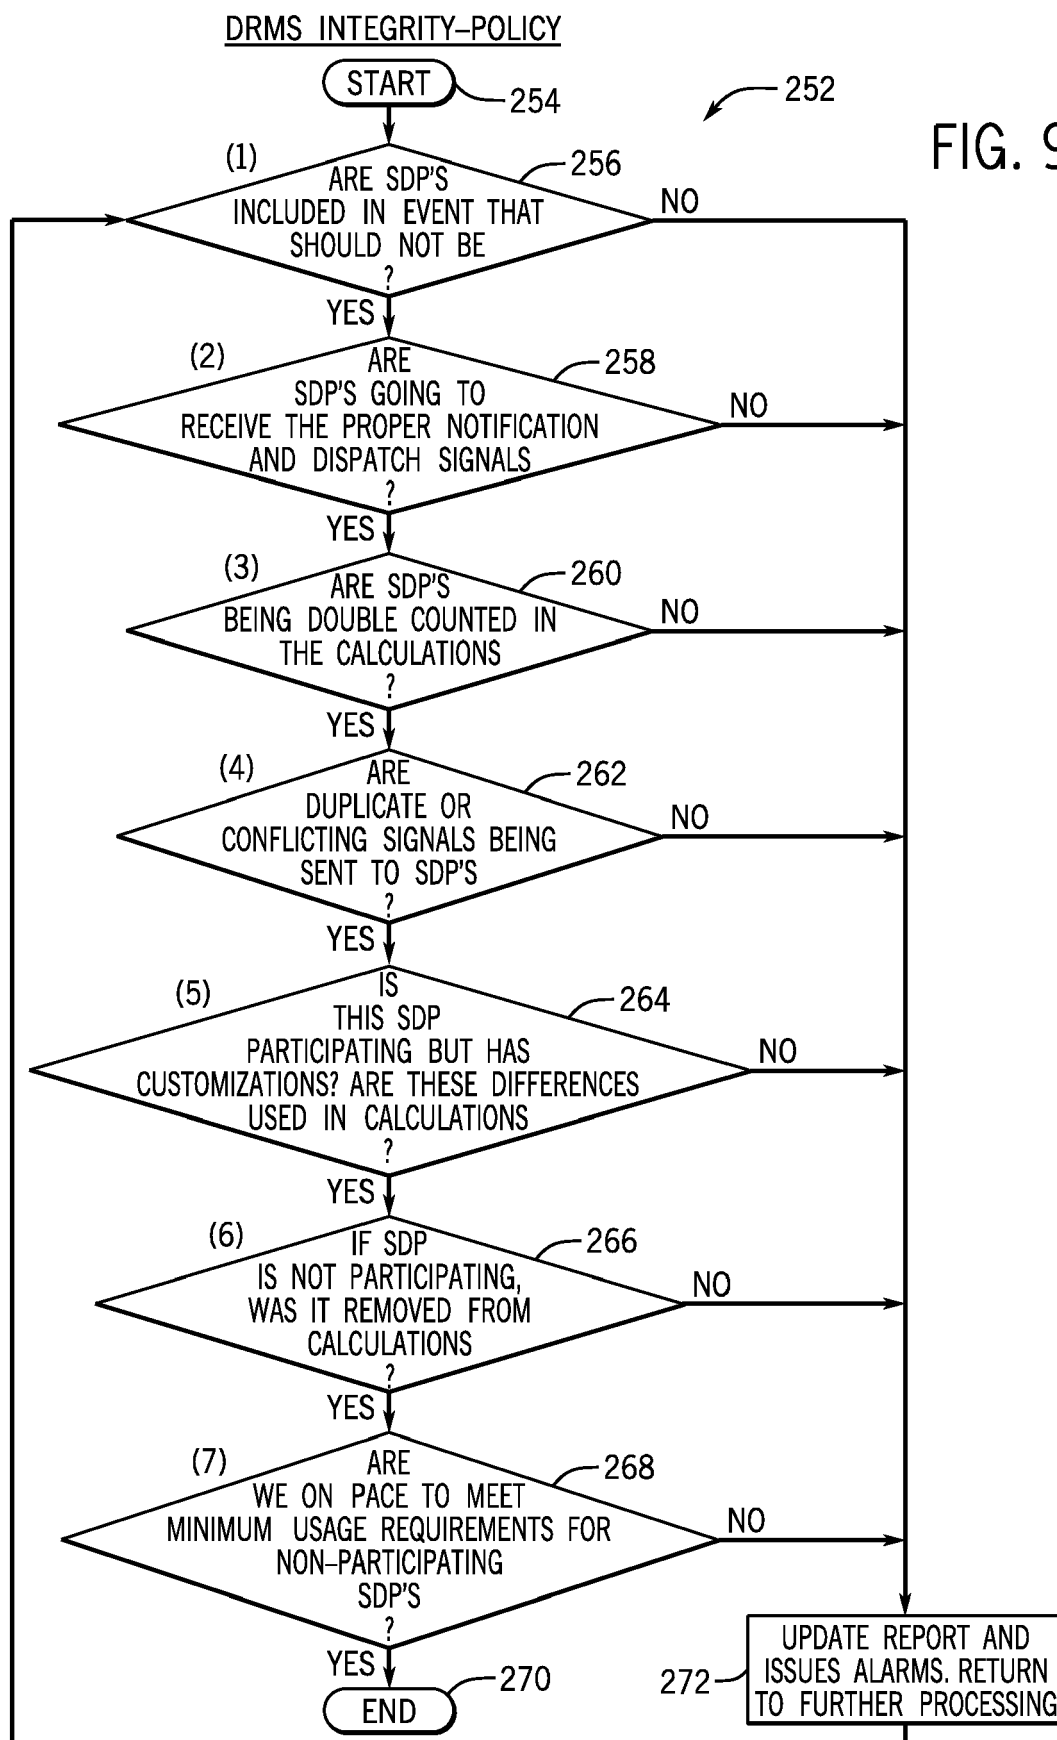 DRMS INTEGRITY–POLICY
START
254
252
FIG. 9
(1)
256
ARE SDP'S
INCLUDED IN EVENT THAT
SHOULD NOT BE
?
NO
YES
(2)
258
ARE
SDP'S GOING TO
RECEIVE THE PROPER NOTIFICATION
AND DISPATCH SIGNALS
?
NO
YES
(3)
260
ARE SDP'S
BEING DOUBLE COUNTED IN
THE CALCULATIONS
?
NO
YES
(4)
262
ARE
DUPLICATE OR
CONFLICTING SIGNALS BEING
SENT TO SDP'S
?
NO
YES
(5)
264
IS
THIS SDP
PARTICIPATING BUT HAS
CUSTOMIZATIONS? ARE THESE DIFFERENCES
USED IN CALCULATIONS
?
NO
YES
(6)
266
IF SDP
IS NOT PARTICIPATING,
WAS IT REMOVED FROM
CALCULATIONS
?
NO
YES
(7)
268
ARE
WE ON PACE TO MEET
MINIMUM USAGE REQUIREMENTS FOR
NON–PARTICIPATING
SDP'S
?
NO
YES
END
270
272
UPDATE REPORT AND
ISSUES ALARMS. RETURN
TO FURTHER PROCESSING